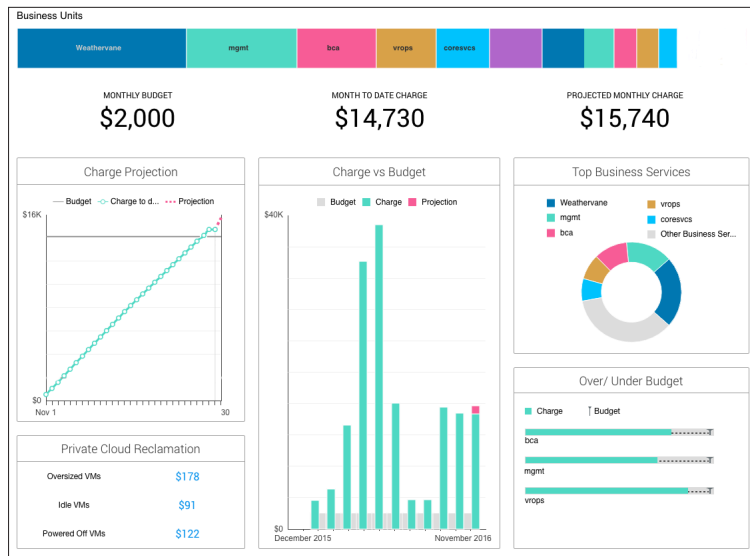 Business Units
Weathervane mgmt bca vrops coresvcs
MONTHLY BUDGET
$2,000
MONTH TO DATE CHARGE
$14,730
PROJECTED MONTHLY CHARGE
$15,740
Charge Projection
Budget Charge to d... Projection
$16K
$0
Nov 1 30
Private Cloud Reclamation
Oversized VMs $178
Idle VMs $91
Powered Off VMs $122
Charge vs Budget
Budget Charge Projection
$40K
$0
December 2015 November 2016
Top Business Services
Weathervane vrops
mgmt coresvcs
bca Other Business Ser...
Over/ Under Budget
Charge Budget
bca
mgmt
vrops